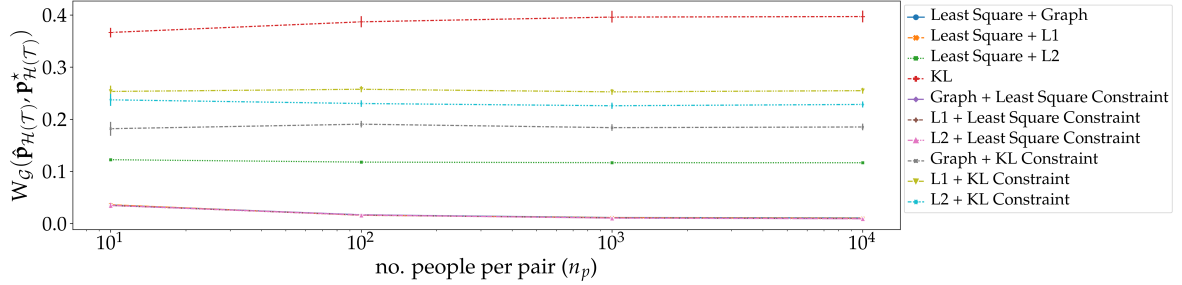 W_𝒢(p̂_ℋ(𝒯), p*_ℋ(𝒯))
0.4
0.3
0.2
0.1
0.0
10^1
10^2
10^3
10^4
no. people per pair (n_p)
Least Square + Graph
Least Square + L1
Least Square + L2
KL
Graph + Least Square Constraint
L1 + Least Square Constraint
L2 + Least Square Constraint
Graph + KL Constraint
L1 + KL Constraint
L2 + KL Constraint